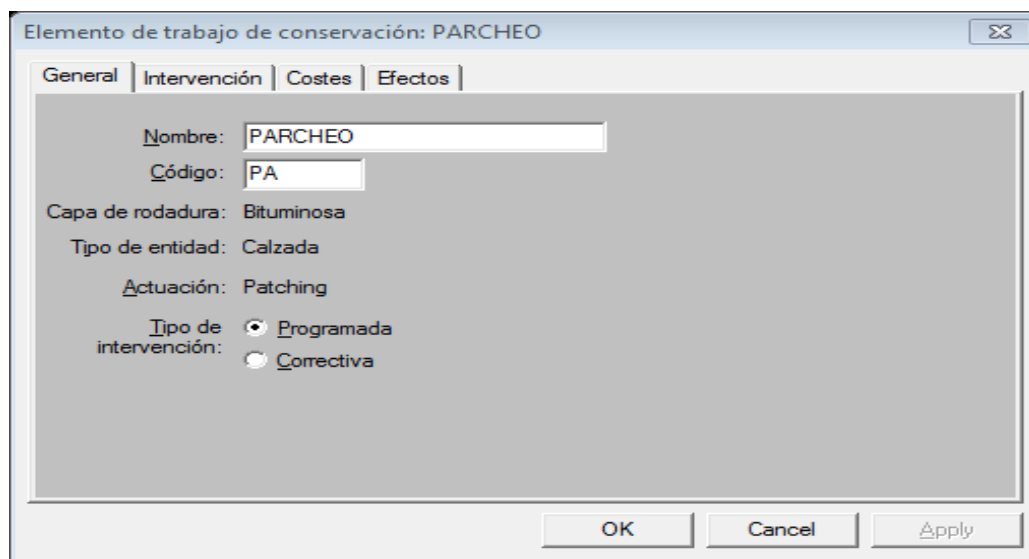 Elemento de trabajo de conservación: PARCHEO
General Intervención Costes Efectos
Nombre: PARCHEO
Código: PA
Capa de rodadura: Bituminosa
Tipo de entidad: Calzada
Actuación: Patching
Tipo de intervención: Programada
Correctiva
OK Cancel Apply